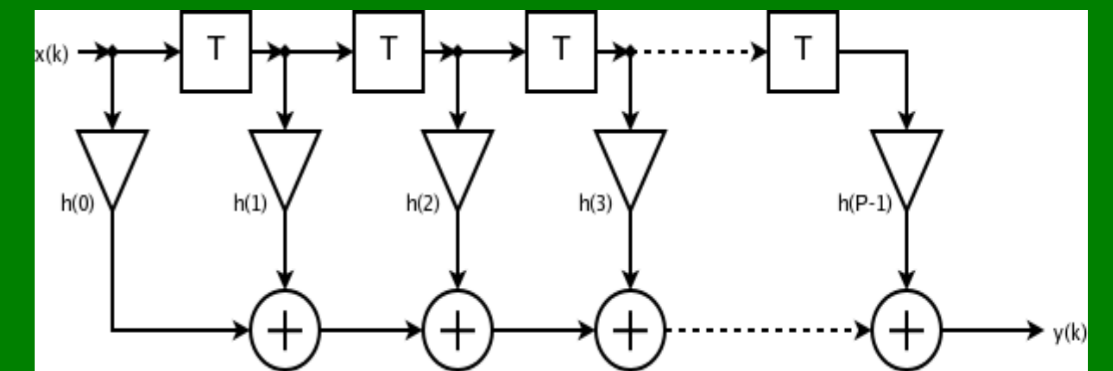 x(k) T T T T
h(0) h(1) h(2) h(3) h(P-1)
+ + + + y(k)